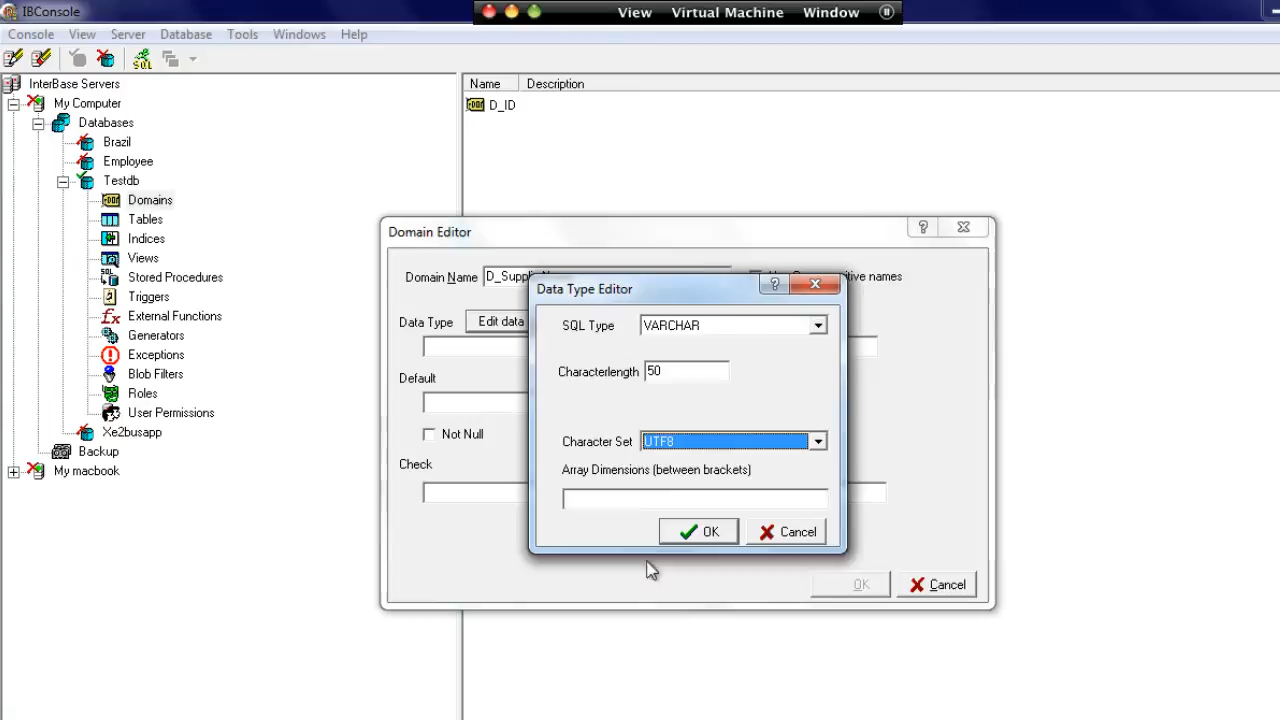 IBConsole
View Virtual Machine Window
Console View Server Database Tools Windows Help
InterBase Servers
My Computer
Databases
Brazil
Employee
Testdb
Domains
Tables
Indices
Views
Stored Procedures
Triggers
External Functions
Generators
Exceptions
Blob Filters
Roles
User Permissions
Xe2busapp
Backup
My macbook
Name Description
D_ID
Domain Editor
Domain Name
Data Type Edit data
Default
Not Null
Check
OK Cancel
Data Type Editor
SQL Type VARCHAR
Characterlength 50
Character Set UTF8
Array Dimensions (between brackets)
OK Cancel